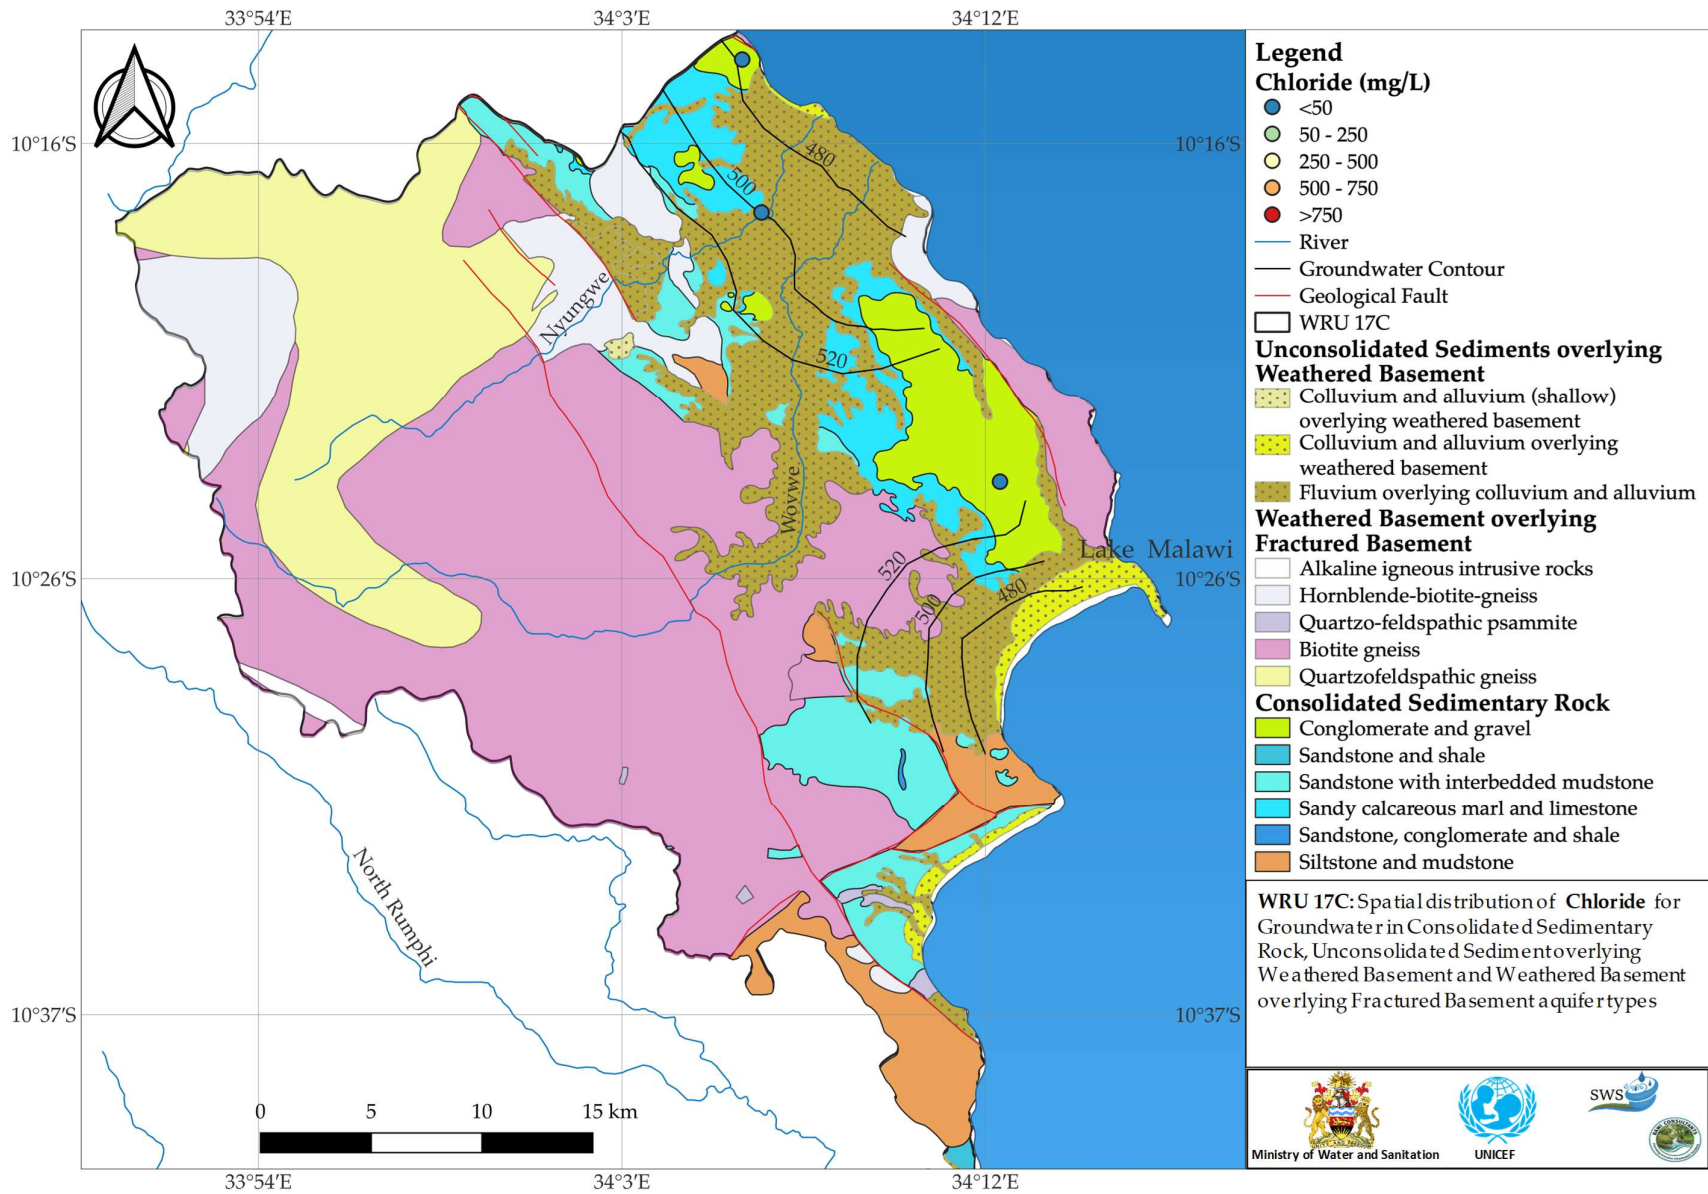 33°54′E
34°3′E
34°12′E
10°16′S
10°16′S
480
500
Nyungwe
520
Wovwe
Lake Malawi
520
10°26′S
10°26′S
480
500
North Rumphi
10°37′S
10°37′S
0 5 10 15 km
33°54′E
34°3′E
34°12′E
Legend
Chloride (mg/L)
<50
50 - 250
250 - 500
500 - 750
>750
River
Groundwater Contour
Geological Fault
WRU 17C
Unconsolidated Sediments overlying
Weathered Basement
Colluvium and alluvium (shallow)
overlying weathered basement
Colluvium and alluvium overlying
weathered basement
Fluvium overlying colluvium and alluvium
Weathered Basement overlying
Fractured Basement
Alkaline igneous intrusive rocks
Hornblende-biotite-gneiss
Quartzo-feldspathic psammite
Biotite gneiss
Quartzofeldspathic gneiss
Consolidated Sedimentary Rock
Conglomerate and gravel
Sandstone and shale
Sandstone with interbedded mudstone
Sandy calcareous marl and limestone
Sandstone, conglomerate and shale
Siltstone and mudstone
WRU 17C: Spatial distribution of Chloride for
Groundwater in Consolidated Sedimentary
Rock, Unconsolidated Sediment overlying
Weathered Basement and Weathered Basement
overlying Fractured Basement aquifer types
SWS
Ministry of Water and Sanitation
UNICEF